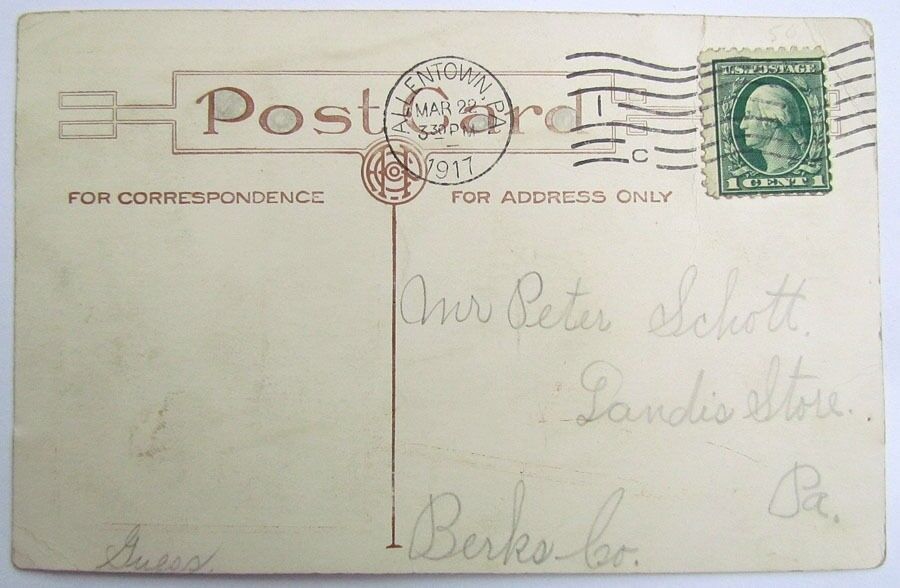 Post Card
ALLENTOWN, PA
MAR 22
3 30 PM
1917
1
C
U.S. POSTAGE
1 CENT 1
FOR CORRESPONDENCE
FOR ADDRESS ONLY
Mr Peter Schott.
Landis Store.
Pa.
Berks Co.
Guess.